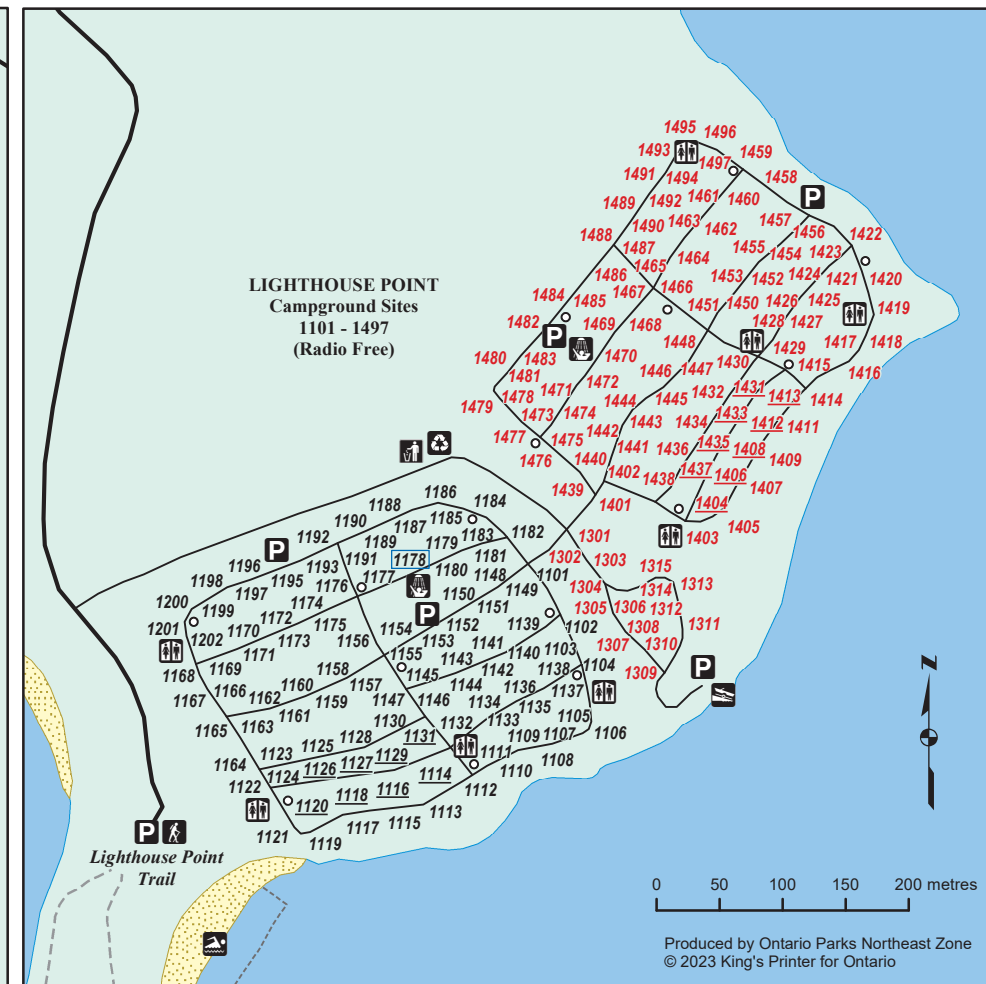 1495 1496
1493 1497 1459
1491 1494 1458
1489 1492 1461 1460 P
1488 1490 1463 1462 1457 1456 1422
1487 1464 1455 1454 1423
1486 1465 1453 1452 1424 1421 1420
LIGHTHOUSE POINT
Campground Sites
1101 - 1497
(Radio Free)
1484 1485 1467 1466 1451 1450 1426 1425 1419
1482 1469 1468 1428 1427
P 1483 1470 1448 1429 1417 1418
1480 1481 1446 1447 1430 1415 1416
1478 1471 1472 1445 1432 1431 1413 1414
1479 1473 1474 1444 1433
1477 1475 1442 1443 1434 1412 1411
1476 1440 1441 1436 1435 1408 1409
1439 1402 1438 1437 1406 1407
1401 1404 1405
1403
1188 1186 1184
1190 1187 1185 1182 1301
1192 1189 1179 1183
P 1191 1178 1181 1302 1303 1315
1196 1193 1180 1148 1101 1304 1314 1313
1198 1195 1176 1177 1150 1149
1200 1197 1174 P 1151 1305 1306 1312
1199 1172 1175 1154 1152 1139 1102 1308 1311
1201 1202 1170 1173 1156 1153 1141 1103 1307 1310
1171 1155 1143 1140 1104 1309 P
1168 1169 1158 1145 1142 1138
1167 1166 1160 1157 1144 1136 1137
1162 1159 1147 1146 1134 1135 1105
1165 1163 1161 1130 1132 1133 1106
1128 1131 1109 1107
1164 1123 1125 1127 1129 1111 1108
1122 1124 1126 1114 1110
1120 1118 1116 1112
1121 1117 1115 1113
1119
P
Lighthouse Point
Trail
N
0 50 100 150 200 metres
Produced by Ontario Parks Northeast Zone
© 2023 King's Printer for Ontario